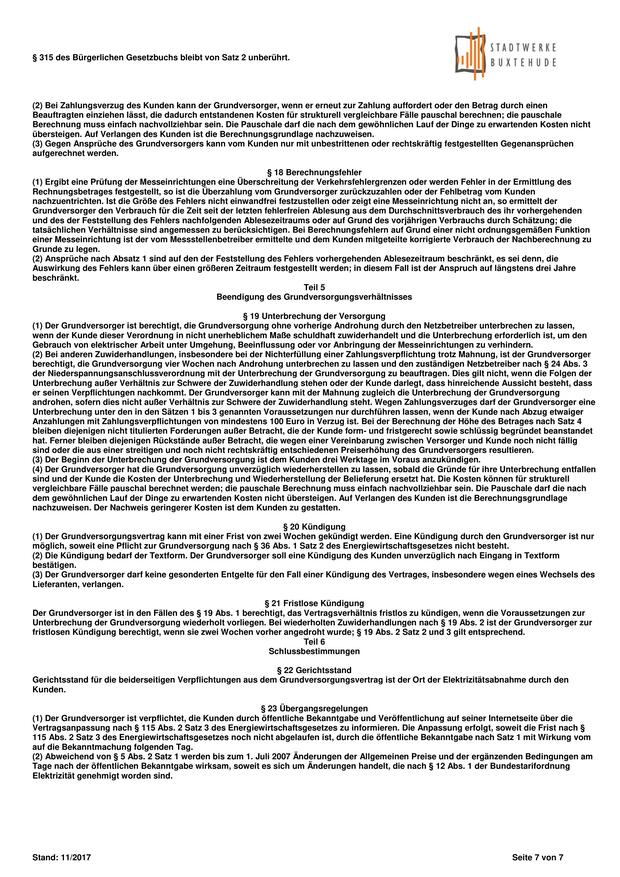 STADTWERKE
BUXTEHUDE
§ 315 des Bürgerlichen Gesetzbuchs bleibt von Satz 2 unberührt.
(2) Bei Zahlungsverzug des Kunden kann der Grundversorger, wenn er erneut zur Zahlung auffordert oder den Betrag durch einen
Beauftragten einziehen lässt, die dadurch entstandenen Kosten für strukturell vergleichbare Fälle pauschal berechnen; die pauschale
Berechnung muss einfach nachvollziehbar sein. Die Pauschale darf die nach dem gewöhnlichen Lauf der Dinge zu erwartenden Kosten nicht
übersteigen. Auf Verlangen des Kunden ist die Berechnungsgrundlage nachzuweisen.
(3) Gegen Ansprüche des Grundversorgers kann vom Kunden nur mit unbestrittenen oder rechtskräftig festgestellten Gegenansprüchen
aufgerechnet werden.
§ 18 Berechnungsfehler
(1) Ergibt eine Prüfung der Messeinrichtungen eine Überschreitung der Verkehrsfehlergrenzen oder werden Fehler in der Ermittlung des
Rechnungsbetrages festgestellt, so ist die Überzahlung vom Grundversorger zurückzuzahlen oder der Fehlbetrag vom Kunden
nachzuentrichten. Ist die Größe des Fehlers nicht einwandfrei festzustellen oder zeigt eine Messeinrichtung nicht an, so ermittelt der
Grundversorger den Verbrauch für die Zeit seit der letzten fehlerfreien Ablesung aus dem Durchschnittsverbrauch des ihr vorhergehenden
und des der Feststellung des Fehlers nachfolgenden Ablesezeitraums oder auf Grund des vorjährigen Verbrauchs durch Schätzung; die
tatsächlichen Verhältnisse sind angemessen zu berücksichtigen. Bei Berechnungsfehlern auf Grund einer nicht ordnungsgemäßen Funktion
einer Messeinrichtung ist der vom Messstellenbetreiber ermittelte und dem Kunden mitgeteilte korrigierte Verbrauch der Nachberechnung zu
Grunde zu legen.
(2) Ansprüche nach Absatz 1 sind auf den der Feststellung des Fehlers vorhergehenden Ablesezeitraum beschränkt, es sei denn, die
Auswirkung des Fehlers kann über einen größeren Zeitraum festgestellt werden; in diesem Fall ist der Anspruch auf längstens drei Jahre
beschränkt.
Teil 5
Beendigung des Grundversorgungsverhältnisses
§ 19 Unterbrechung der Versorgung
(1) Der Grundversorger ist berechtigt, die Grundversorgung ohne vorherige Androhung durch den Netzbetreiber unterbrechen zu lassen,
wenn der Kunde dieser Verordnung in nicht unerheblichem Maße schuldhaft zuwiderhandelt und die Unterbrechung erforderlich ist, um den
Gebrauch von elektrischer Arbeit unter Umgehung, Beeinflussung oder vor Anbringung der Messeinrichtungen zu verhindern.
(2) Bei anderen Zuwiderhandlungen, insbesondere bei der Nichterfüllung einer Zahlungsverpflichtung trotz Mahnung, ist der Grundversorger
berechtigt, die Grundversorgung vier Wochen nach Androhung unterbrechen zu lassen und den zuständigen Netzbetreiber nach § 24 Abs. 3
der Niederspannungsanschlussverordnung mit der Unterbrechung der Grundversorgung zu beauftragen. Dies gilt nicht, wenn die Folgen der
Unterbrechung außer Verhältnis zur Schwere der Zuwiderhandlung stehen oder der Kunde darlegt, dass hinreichende Aussicht besteht, dass
er seinen Verpflichtungen nachkommt. Der Grundversorger kann mit der Mahnung zugleich die Unterbrechung der Grundversorgung
androhen, sofern dies nicht außer Verhältnis zur Schwere der Zuwiderhandlung steht. Wegen Zahlungsverzuges darf der Grundversorger eine
Unterbrechung unter den in den Sätzen 1 bis 3 genannten Voraussetzungen nur durchführen lassen, wenn der Kunde nach Abzug etwaiger
Anzahlungen mit Zahlungsverpflichtungen von mindestens 100 Euro in Verzug ist. Bei der Berechnung der Höhe des Betrages nach Satz 4
bleiben diejenigen nicht titulierten Forderungen außer Betracht, die der Kunde form- und fristgerecht sowie schlüssig begründet beanstandet
hat. Ferner bleiben diejenigen Rückstände außer Betracht, die wegen einer Vereinbarung zwischen Versorger und Kunde noch nicht fällig
sind oder die aus einer streitigen und noch nicht rechtskräftig entschiedenen Preiserhöhung des Grundversorgers resultieren.
(3) Der Beginn der Unterbrechung der Grundversorgung ist dem Kunden drei Werktage im Voraus anzukündigen.
(4) Der Grundversorger hat die Grundversorgung unverzüglich wiederherstellen zu lassen, sobald die Gründe für ihre Unterbrechung entfallen
sind und der Kunde die Kosten der Unterbrechung und Wiederherstellung der Belieferung ersetzt hat. Die Kosten können für strukturell
vergleichbare Fälle pauschal berechnet werden; die pauschale Berechnung muss einfach nachvollziehbar sein. Die Pauschale darf die nach
dem gewöhnlichen Lauf der Dinge zu erwartenden Kosten nicht übersteigen. Auf Verlangen des Kunden ist die Berechnungsgrundlage
nachzuweisen. Der Nachweis geringerer Kosten ist dem Kunden zu gestatten.
§ 20 Kündigung
(1) Der Grundversorgungsvertrag kann mit einer Frist von zwei Wochen gekündigt werden. Eine Kündigung durch den Grundversorger ist nur
möglich, soweit eine Pflicht zur Grundversorgung nach § 36 Abs. 1 Satz 2 des Energiewirtschaftsgesetzes nicht besteht.
(2) Die Kündigung bedarf der Textform. Der Grundversorger soll eine Kündigung des Kunden unverzüglich nach Eingang in Textform
bestätigen.
(3) Der Grundversorger darf keine gesonderten Entgelte für den Fall einer Kündigung des Vertrages, insbesondere wegen eines Wechsels des
Lieferanten, verlangen.
§ 21 Fristlose Kündigung
Der Grundversorger ist in den Fällen des § 19 Abs. 1 berechtigt, das Vertragsverhältnis fristlos zu kündigen, wenn die Voraussetzungen zur
Unterbrechung der Grundversorgung wiederholt vorliegen. Bei wiederholten Zuwiderhandlungen nach § 19 Abs. 2 ist der Grundversorger zur
fristlosen Kündigung berechtigt, wenn sie zwei Wochen vorher angedroht wurde; § 19 Abs. 2 Satz 2 und 3 gilt entsprechend.
Teil 6
Schlussbestimmungen
§ 22 Gerichtsstand
Gerichtsstand für die beiderseitigen Verpflichtungen aus dem Grundversorgungsvertrag ist der Ort der Elektrizitätsabnahme durch den
Kunden.
§ 23 Übergangsregelungen
(1) Der Grundversorger ist verpflichtet, die Kunden durch öffentliche Bekanntgabe und Veröffentlichung auf seiner Internetseite über die
Vertragsanpassung nach § 115 Abs. 2 Satz 3 des Energiewirtschaftsgesetzes zu informieren. Die Anpassung erfolgt, soweit die Frist nach §
115 Abs. 2 Satz 3 des Energiewirtschaftsgesetzes noch nicht abgelaufen ist, durch die öffentliche Bekanntgabe nach Satz 1 mit Wirkung vom
auf die Bekanntmachung folgenden Tag.
(2) Abweichend von § 5 Abs. 2 Satz 1 werden bis zum 1. Juli 2007 Änderungen der Allgemeinen Preise und der ergänzenden Bedingungen am
Tage nach der öffentlichen Bekanntgabe wirksam, soweit es sich um Änderungen handelt, die nach § 12 Abs. 1 der Bundestarifordnung
Elektrizität genehmigt worden sind.
Stand: 11/2017
Seite 7 von 7